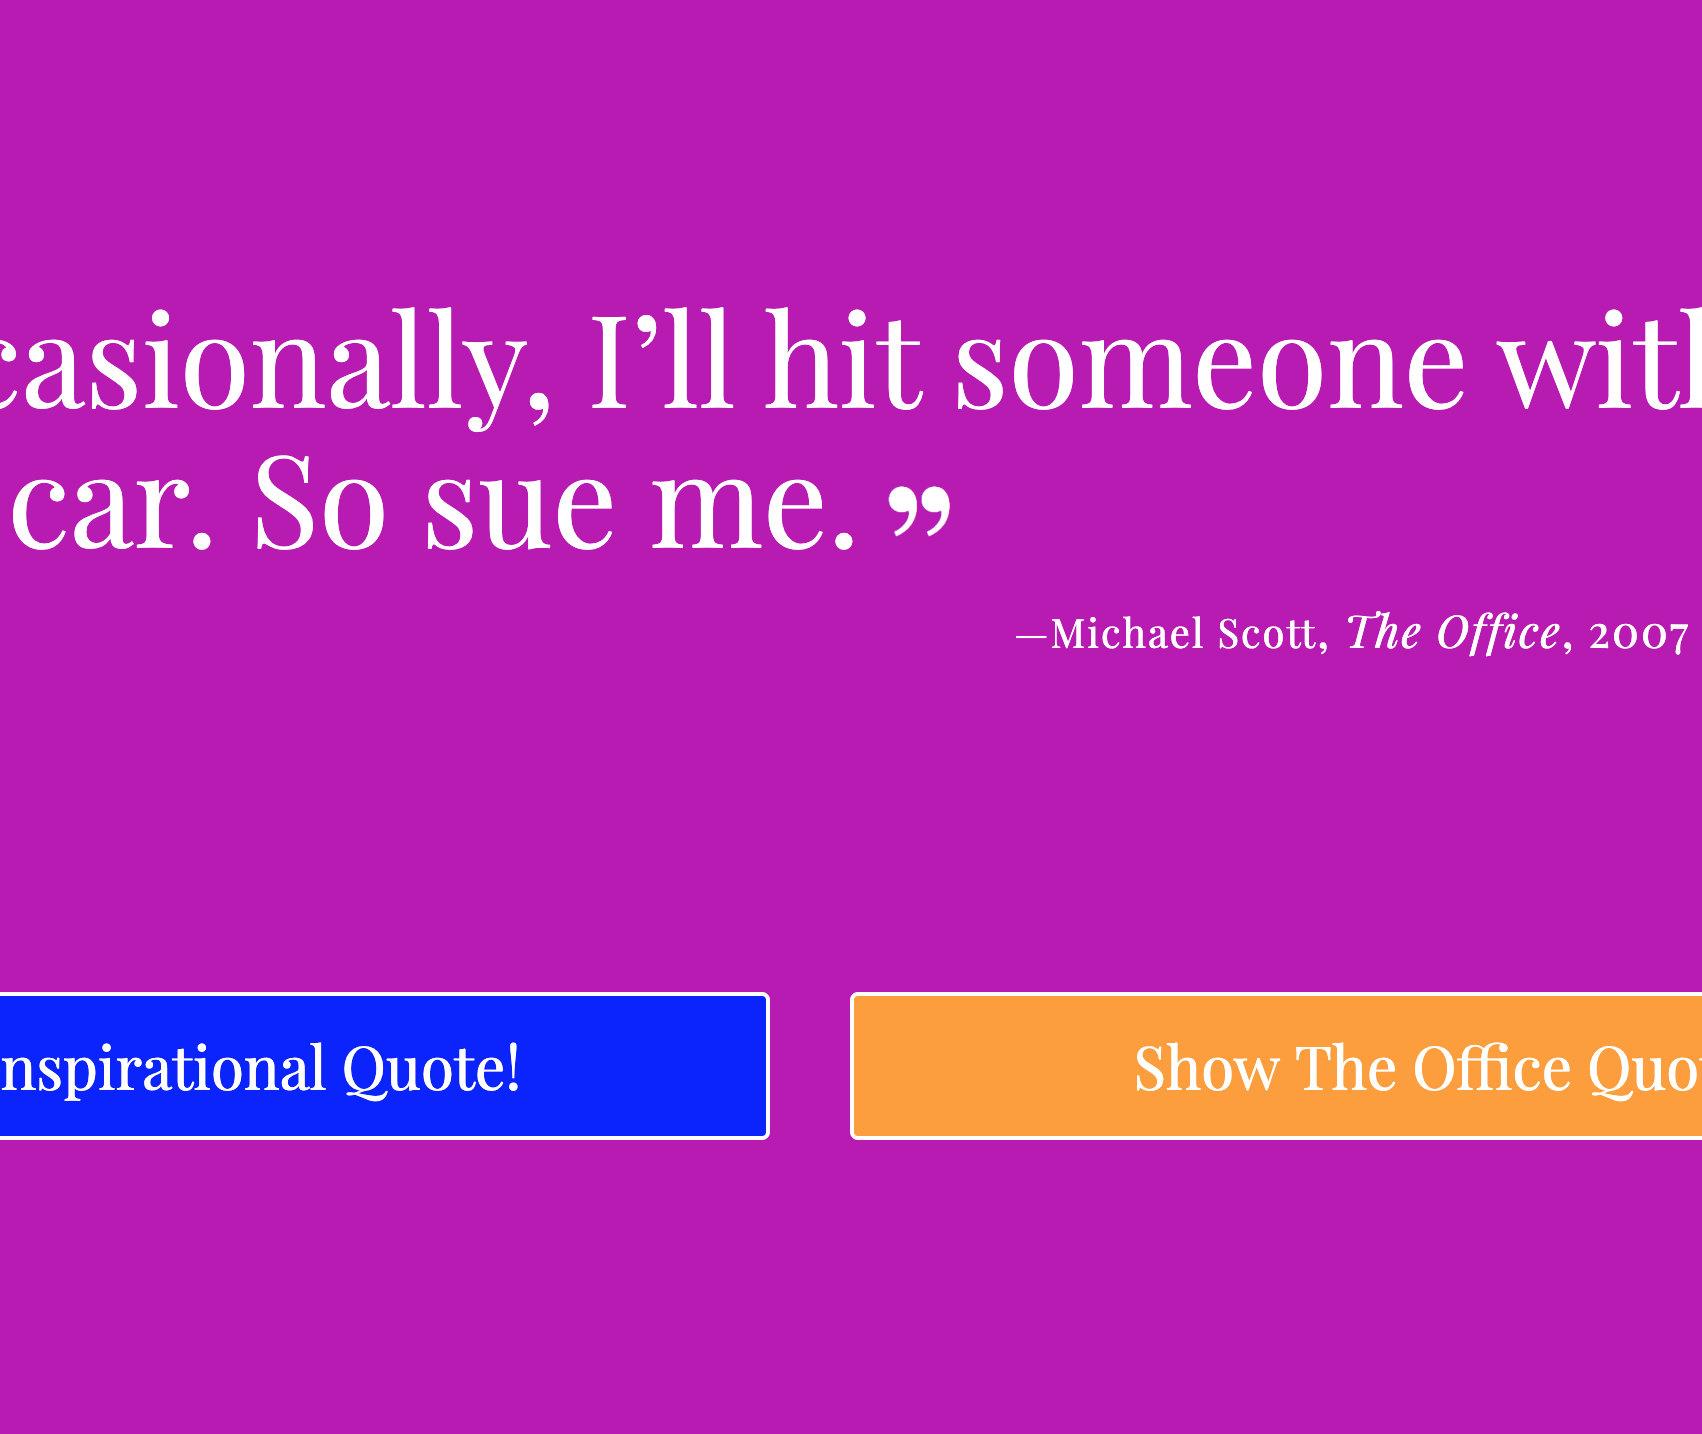 casionally, I’ll hit someone with
car. So sue me. ”
—Michael Scott, The Office, 2007
nspirational Quote!
Show The Office Quo